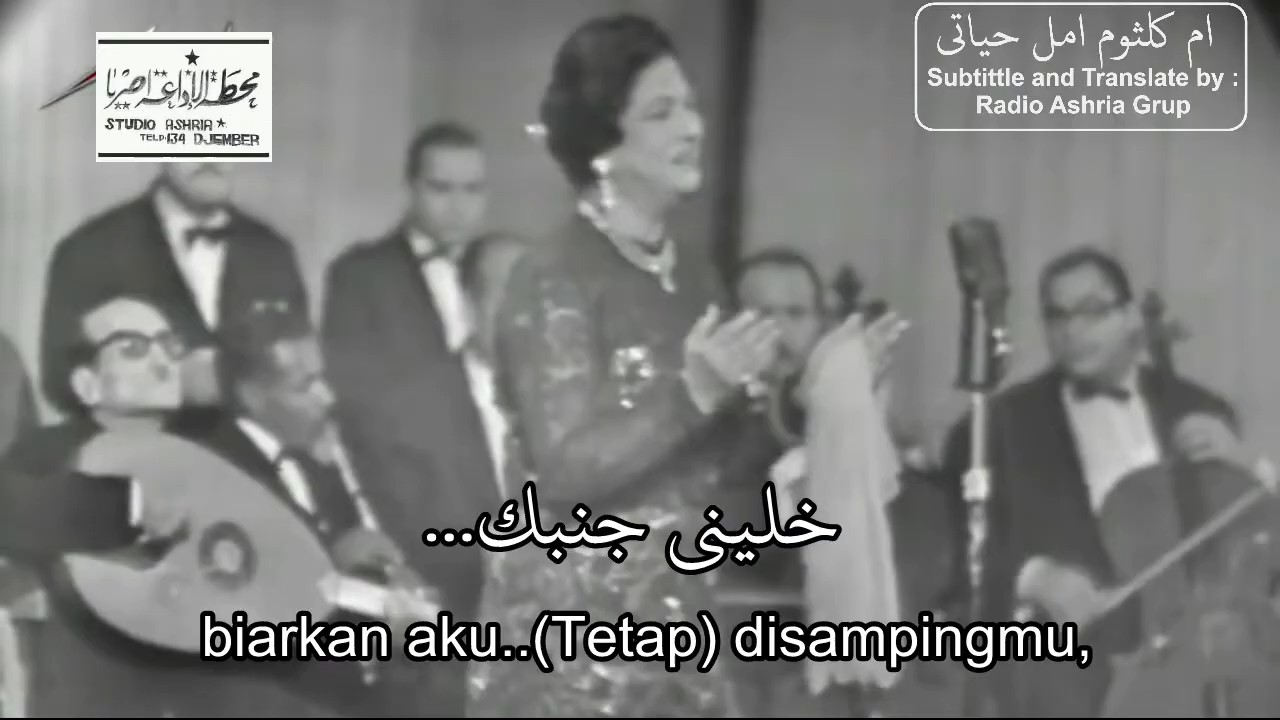 محطة الإذاعة اصريا
STUDIO ASHRIA
TELP. 134 DJEMBER
ام كلثوم امل حياتى
Subtittle and Translate by :
Radio Ashria Grup
خلينى جنبك...
biarkan aku..(Tetap) disampingmu,